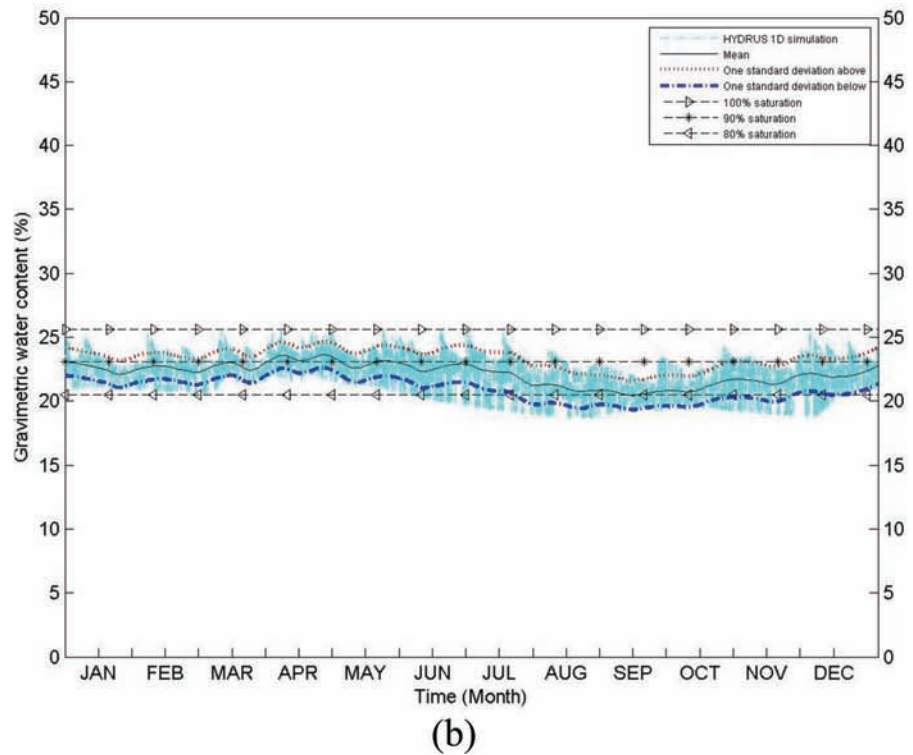 50 50
45 45
40 40
35 35
30 30
25 25
20 20
15 15
10 10
5 5
0 0
HYDRUS 1D simulation
Mean
One standard deviation above
One standard deviation below
100% saturation
90% saturation
80% saturation
Gravimetric water content (%)
JAN FEB MAR APR MAY JUN JUL AUG SEP OCT NOV DEC
Time (Month)
(b)